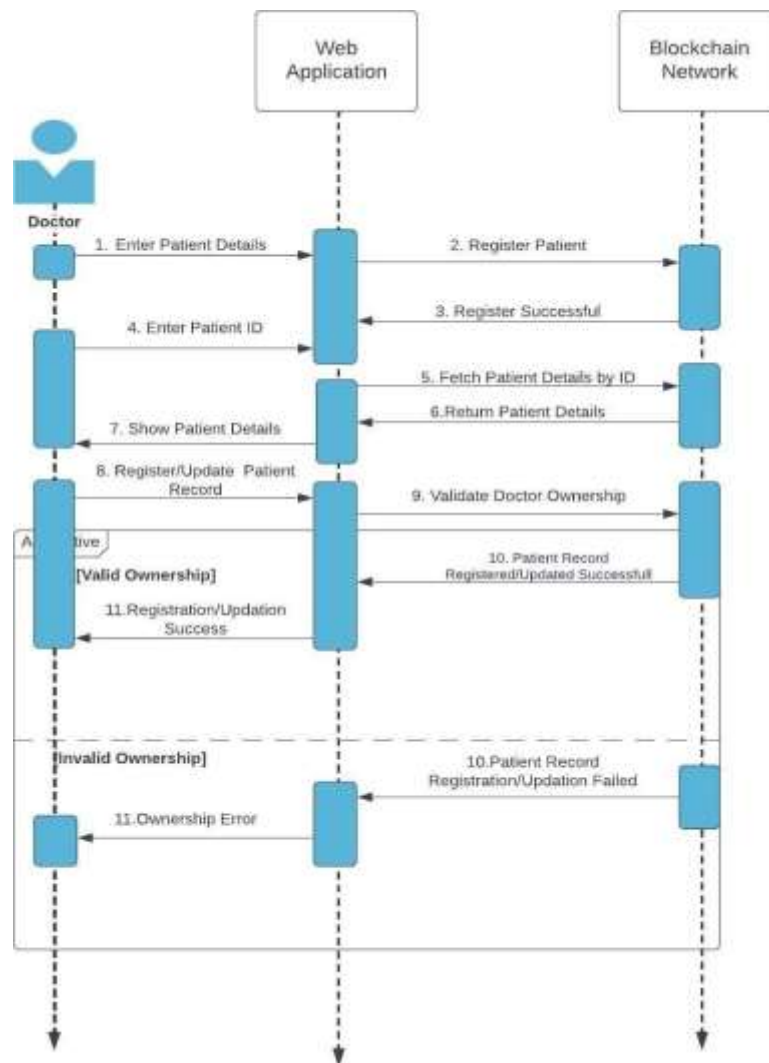 Web
Application
Blockchain
Network
Doctor
1. Enter Patient Details
2. Register Patient
3. Register Successful
4. Enter Patient ID
5. Fetch Patient Details by ID
6.Return Patient Details
7. Show Patient Details
8. Register/Update Patient
Record
9. Validate Doctor Ownership
[Valid Ownership]
10. Patient Record
Registered/Updated Successfull
11.Registration/Updation
Success
[Invalid Ownership]
10.Patient Record
Registration/Updation Failed
11.Ownership Error